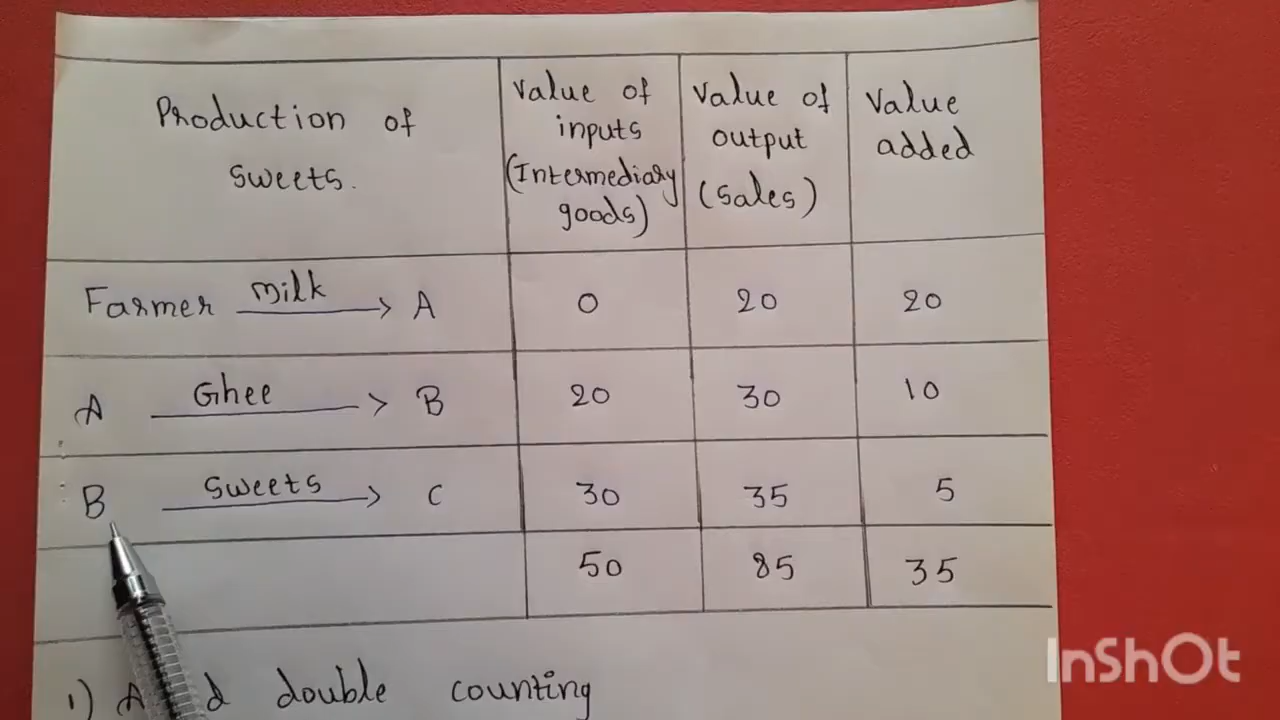 Production of sweets.
Value of inputs (Intermediary goods)
Value of output (sales)
Value added
Farmer milk A 0 20 20
A Ghee B 20 30 10
B sweets C 30 35 5
50 85 35
1) double counting
InShOt